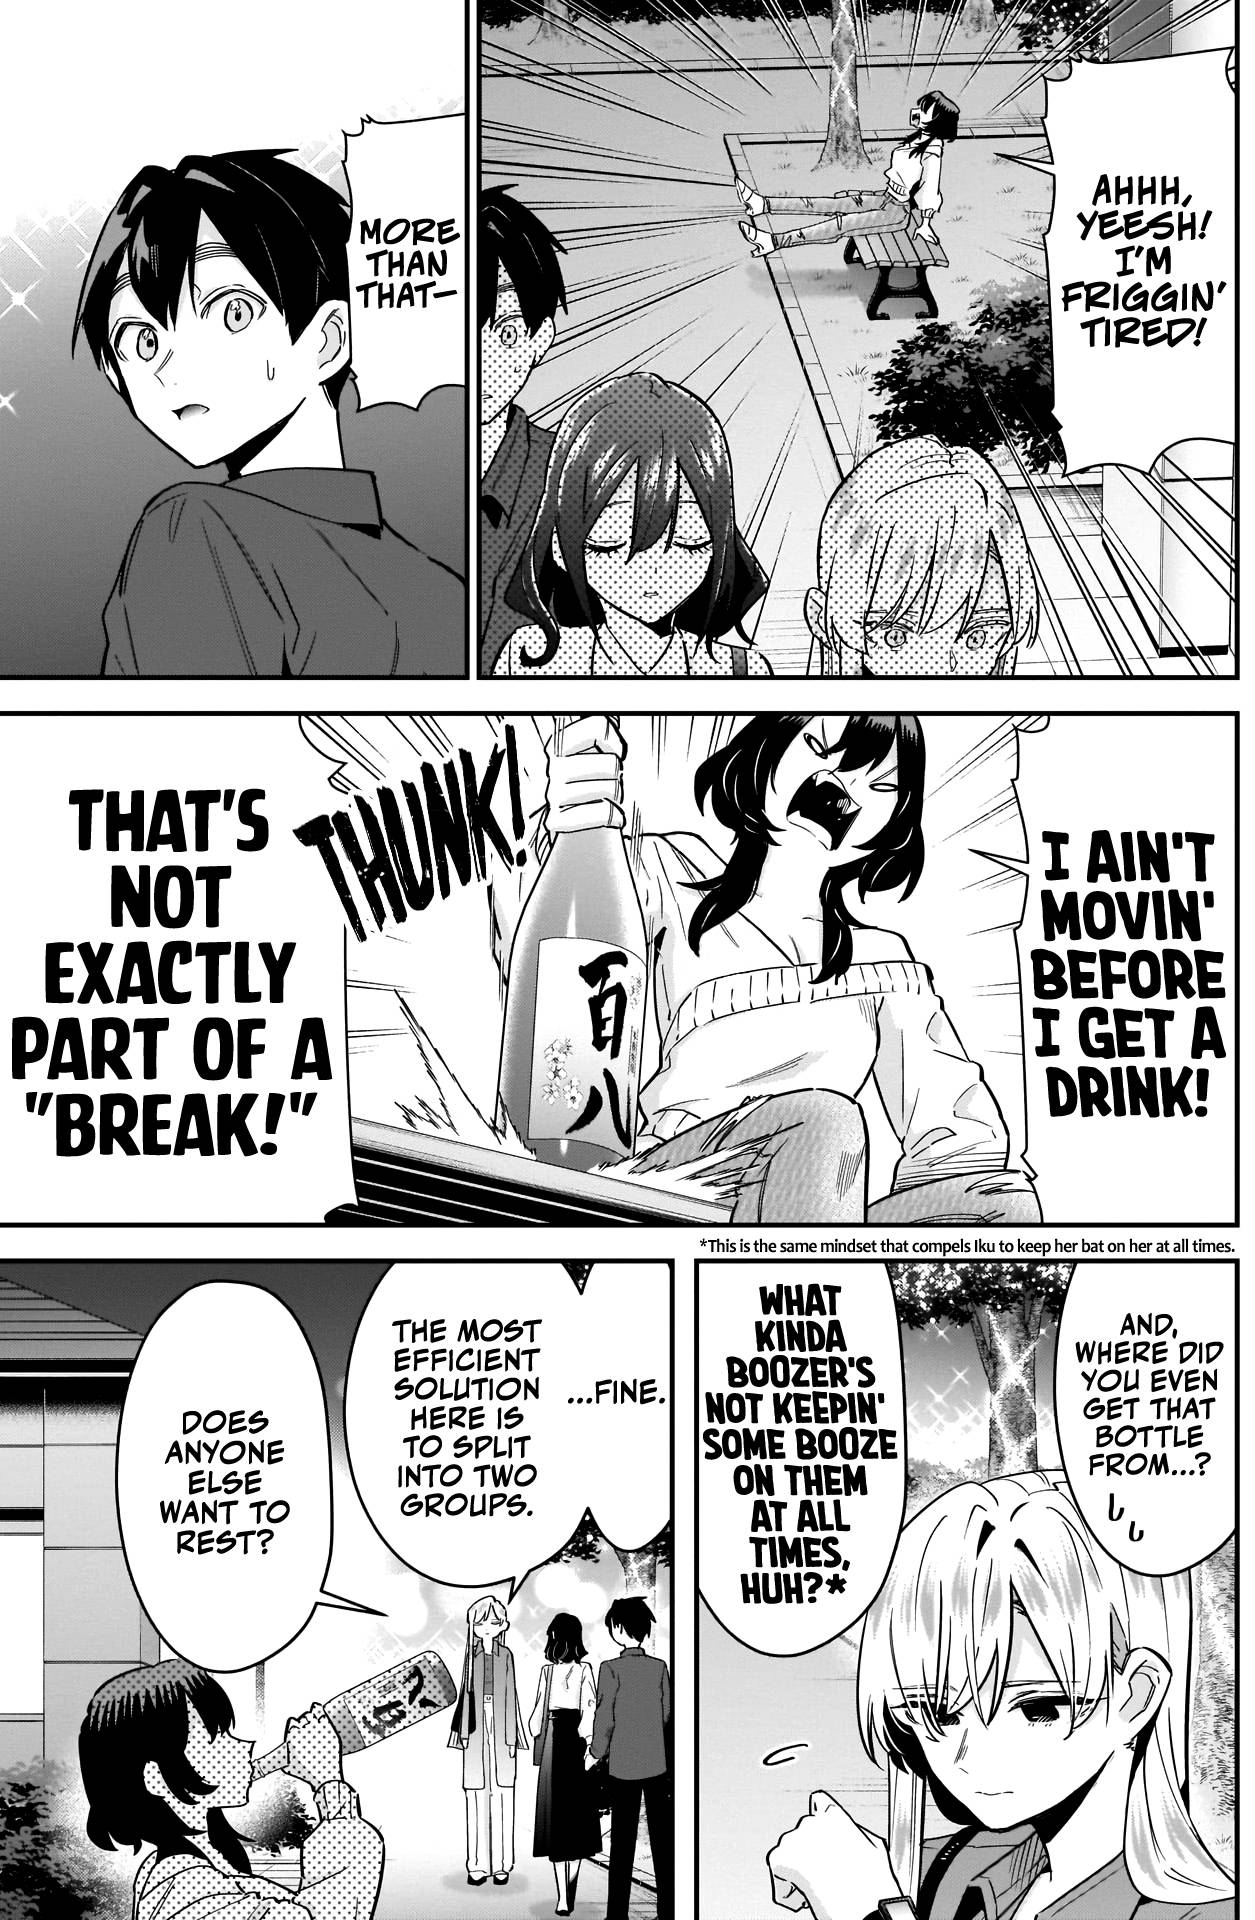 AHHH,
YEESH!
I'M
FRIGGIN'
TIRED!
MORE
THAN
THAT—
I AIN'T
MOVIN'
BEFORE
I GET A
DRINK!
THUNK!
百八
THAT'S
NOT
EXACTLY
PART OF A
"BREAK!"
*This is the same mindset that compels Iku to keep her bat on her at all times.
AND,
WHERE DID
YOU EVEN
GET THAT
BOTTLE
FROM...?
WHAT
KINDA
BOOZER'S
NOT KEEPIN'
SOME BOOZE
ON THEM
AT ALL
TIMES,
HUH?*
...FINE.
THE MOST
EFFICIENT
SOLUTION
HERE IS
TO SPLIT
INTO TWO
GROUPS.
DOES
ANYONE
ELSE
WANT TO
REST?